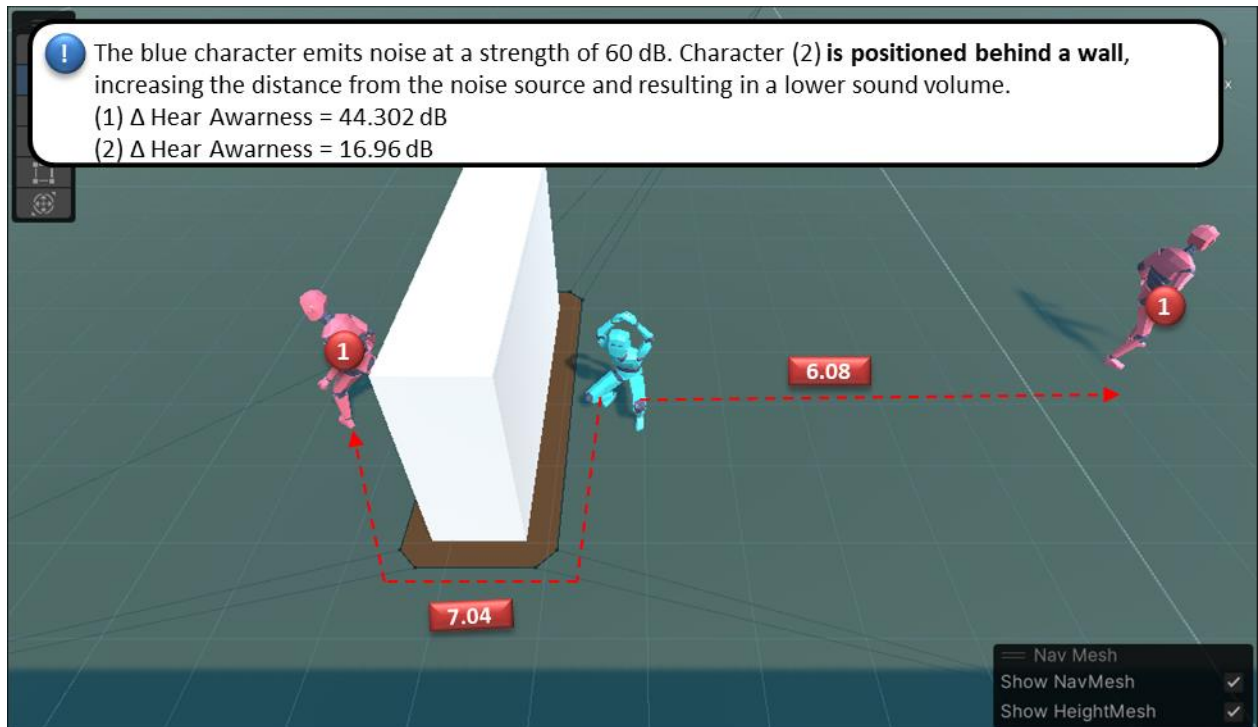 ! The blue character emits noise at a strength of 60 dB. Character (2) is positioned behind a wall,
increasing the distance from the noise source and resulting in a lower sound volume.
(1) Δ Hear Awarness = 44.302 dB
(2) Δ Hear Awarness = 16.96 dB
1
1
6.08
7.04
Nav Mesh
Show NavMesh
Show HeightMesh